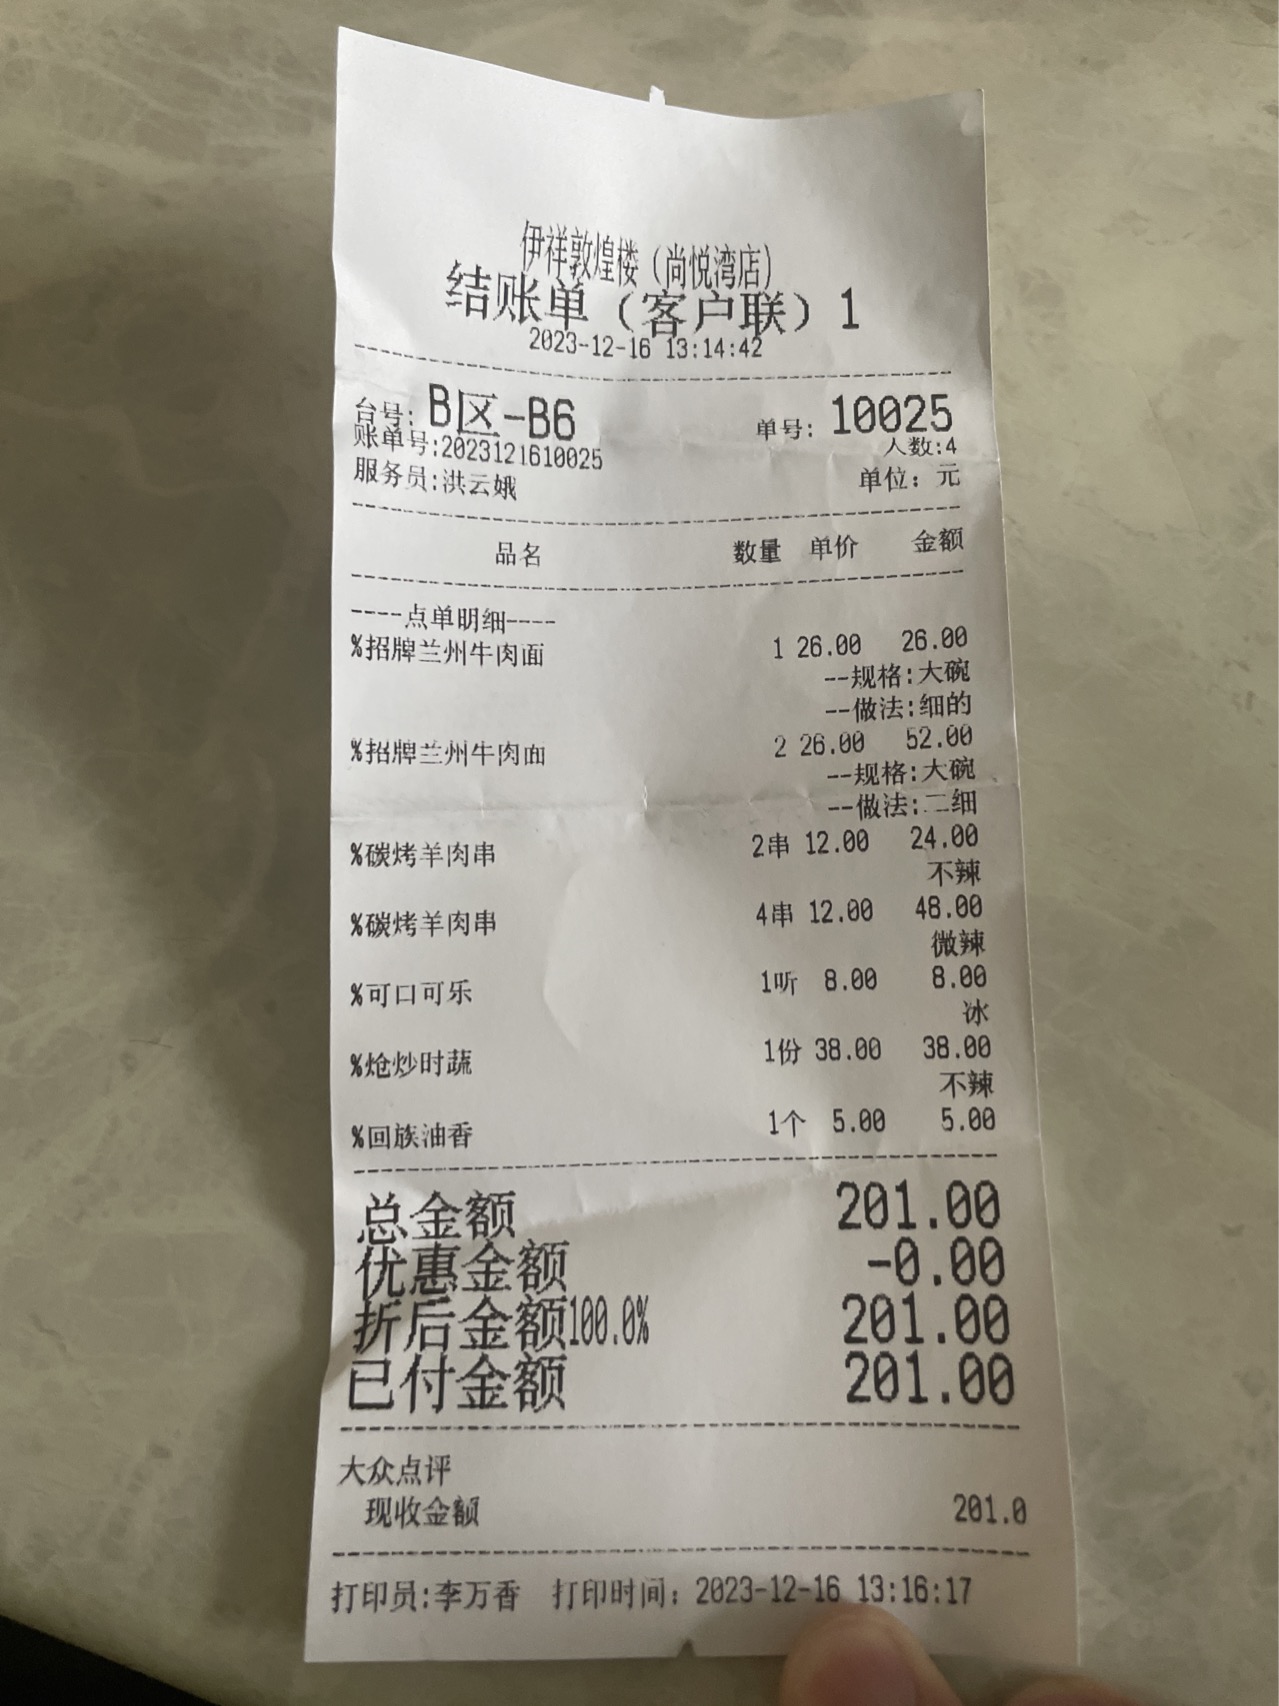 伊祥敦煌楼（尚悦湾店）
结账单（客户联）1
2023-12-16 13:14:42
台号: B区-B6 单号: 10025
账单号:2023121610025 人数:4
服务员:洪云娥 单位: 元
品名 数量 单价 金额
----点单明细----
%招牌兰州牛肉面 1 26.00 26.00
--规格:大碗
--做法:细的
%招牌兰州牛肉面 2 26.00 52.00
--规格:大碗
--做法:二细
%碳烤羊肉串 2串 12.00 24.00
不辣
%碳烤羊肉串 4串 12.00 48.00
微辣
%可口可乐 1听 8.00 8.00
冰
%炝炒时蔬 1份 38.00 38.00
不辣
%回族油香 1个 5.00 5.00
总金额 201.00
优惠金额 -0.00
折后金额100.0% 201.00
已付金额 201.00
大众点评
现收金额 201.0
打印员:李万香 打印时间: 2023-12-16 13:16:17